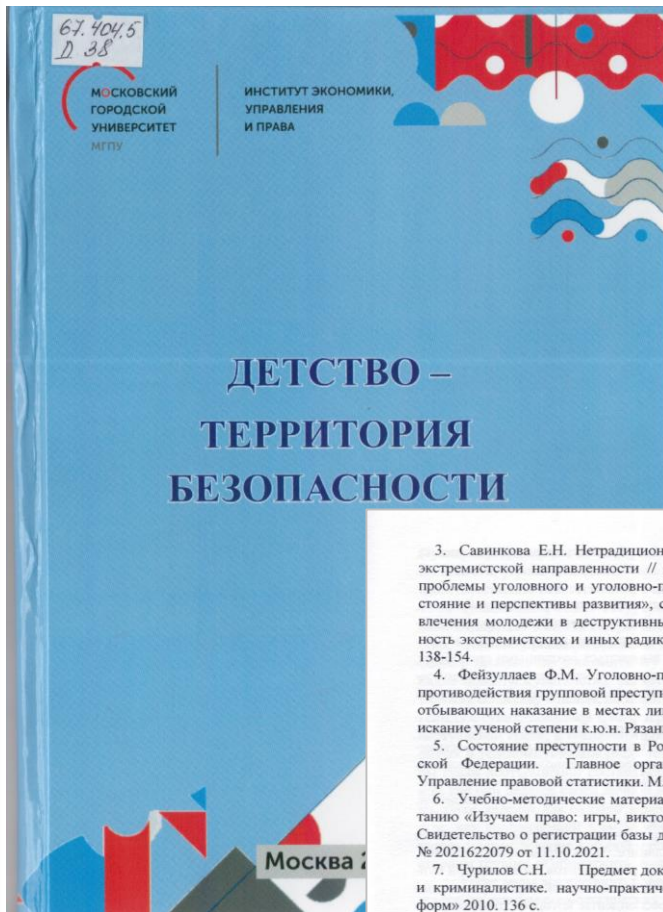 67.404.5
Д 38
МОСКОВСКИЙ
ГОРОДСКОЙ
УНИВЕРСИТЕТ
МГПУ
ИНСТИТУТ ЭКОНОМИКИ,
УПРАВЛЕНИЯ
И ПРАВА
ДЕТСТВО –
ТЕРРИТОРИЯ
БЕЗОПАСНОСТИ
Москва 2
3. Савинкова Е.Н. Нетрадицион
экстремистской направленности //
проблемы уголовного и уголовно-п
стояние и перспективы развития», с
влечения молодежи в деструктивны
ность экстремистских и иных радик
138-154.
4. Фейзуллаев Ф.М. Уголовно-п
противодействия групповой преступн
отбывающих наказание в местах ли
искание ученой степени к.ю.н. Рязан
5. Состояние преступности в Ро
ской Федерации. Главное орга
Управление правовой статистики. М
6. Учебно-методические материа
танию «Изучаем право: игры, викто
Свидетельство о регистрации базы д
№ 2021622079 от 11.10.2021.
7. Чурилов С.Н. Предмет док
и криминалистике. научно-практич
форм» 2010. 136 с.